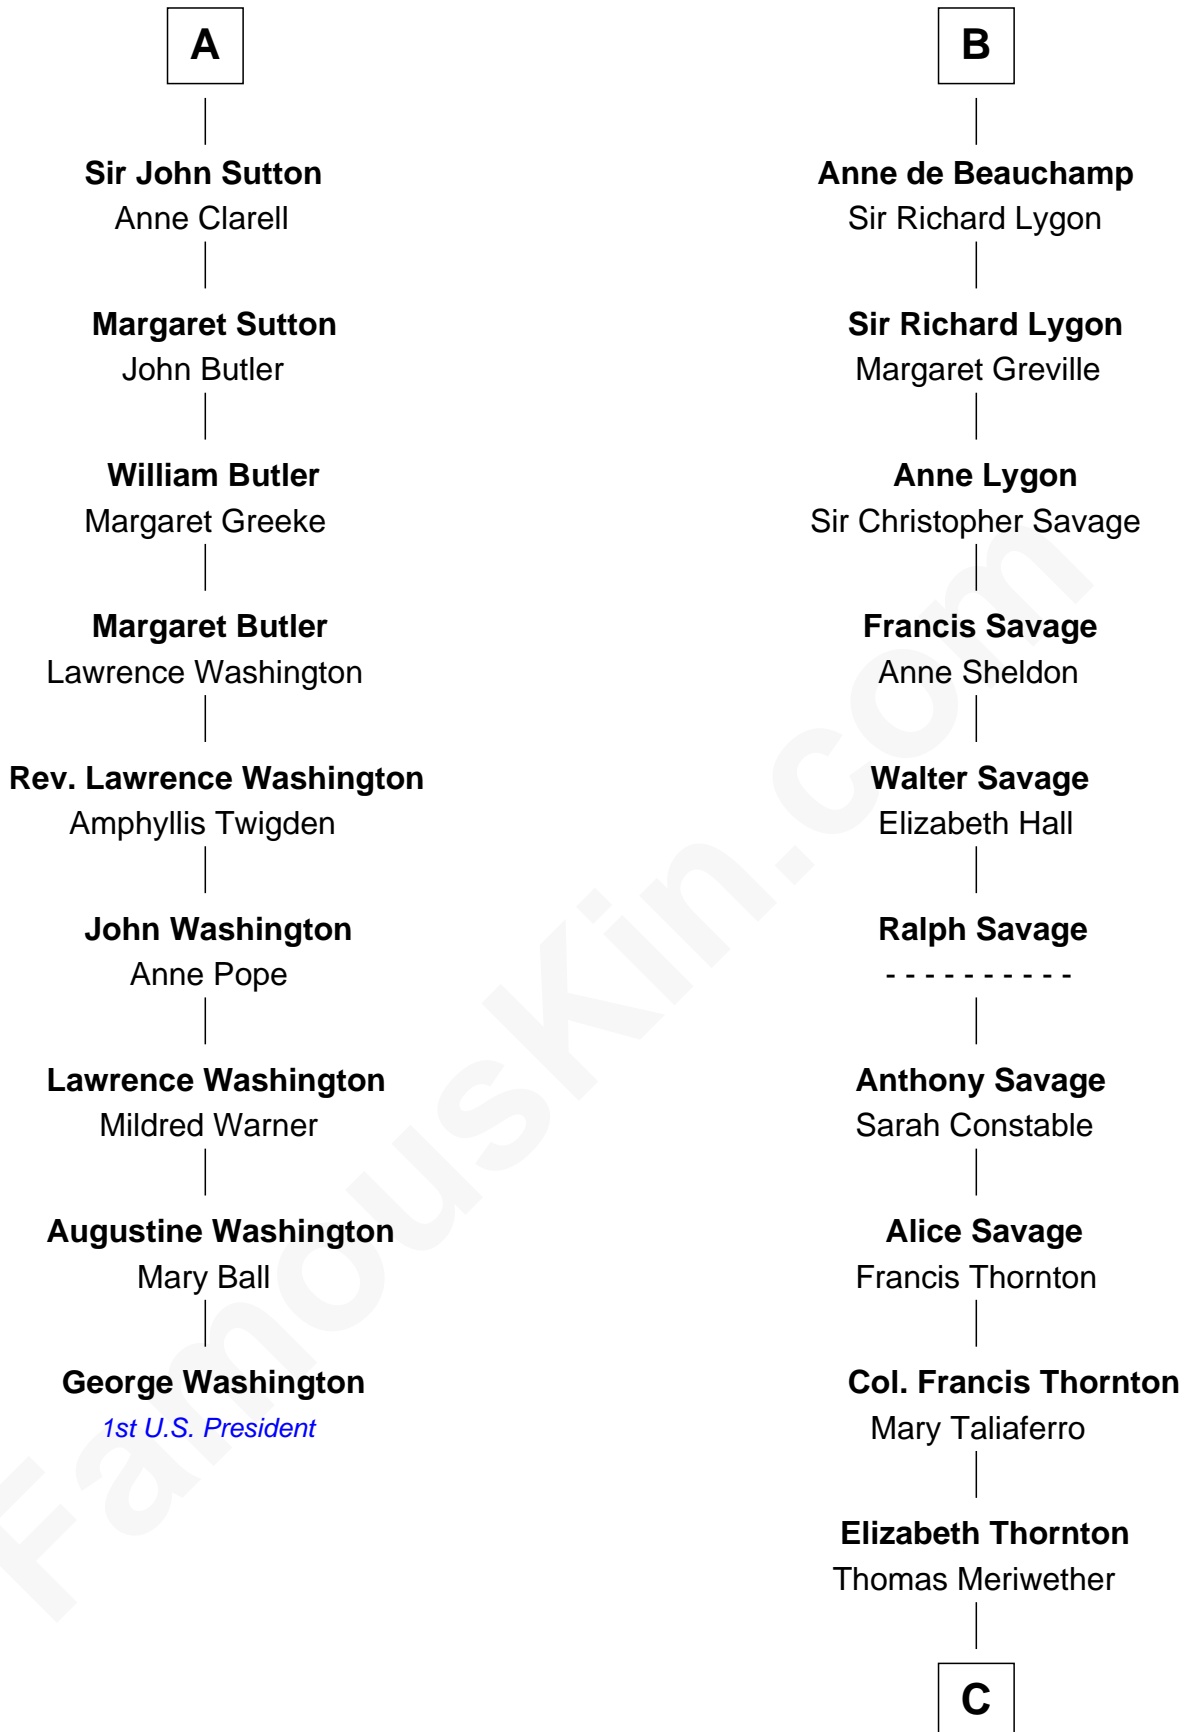 A
Sir John Sutton
Anne Clarell
Margaret Sutton
John Butler
William Butler
Margaret Greeke
Margaret Butler
Lawrence Washington
Rev. Lawrence Washington
Amphyllis Twigden
John Washington
Anne Pope
Lawrence Washington
Mildred Warner
Augustine Washington
Mary Ball
George Washington
1st U.S. President
B
Anne de Beauchamp
Sir Richard Lygon
Sir Richard Lygon
Margaret Greville
Anne Lygon
Sir Christopher Savage
Francis Savage
Anne Sheldon
Walter Savage
Elizabeth Hall
Ralph Savage
- - - - - - - - - -
Anthony Savage
Sarah Constable
Alice Savage
Francis Thornton
Col. Francis Thornton
Mary Taliaferro
Elizabeth Thornton
Thomas Meriwether
C
FamousKin.com